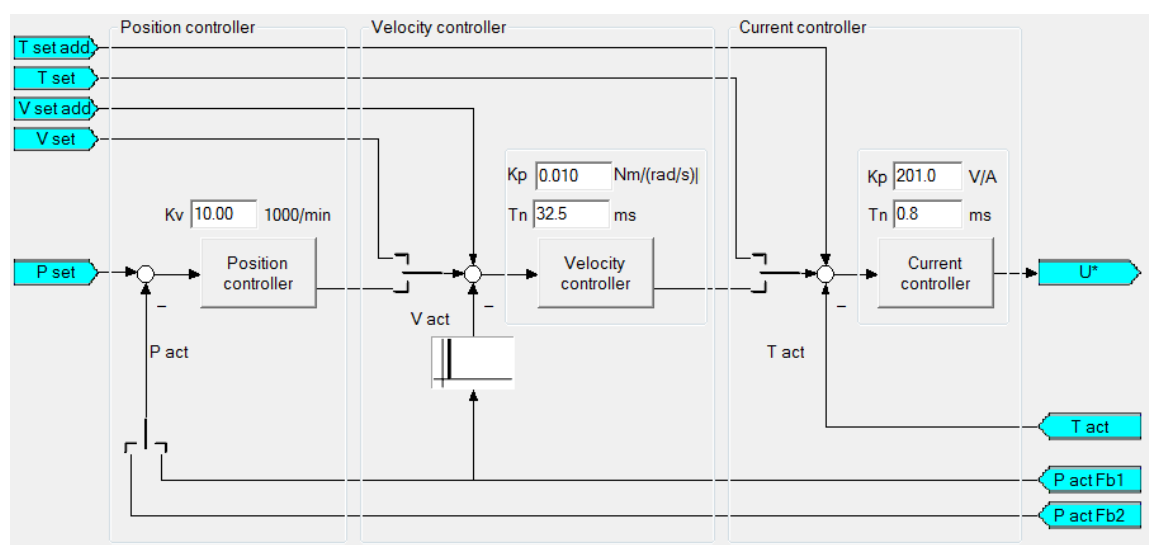 Position controller
Velocity controller
Current controller
T set add
T set
V set add
V set
Kp 0.010 Nm/(rad/s)|
Kp 201.0 V/A
Kv 10.00 1000/min
Tn 32.5 ms
Tn 0.8 ms
P set
Position
controller
Velocity
controller
Current
controller
U*
–
–
–
V act
P act
T act
T act
P act Fb1
P act Fb2